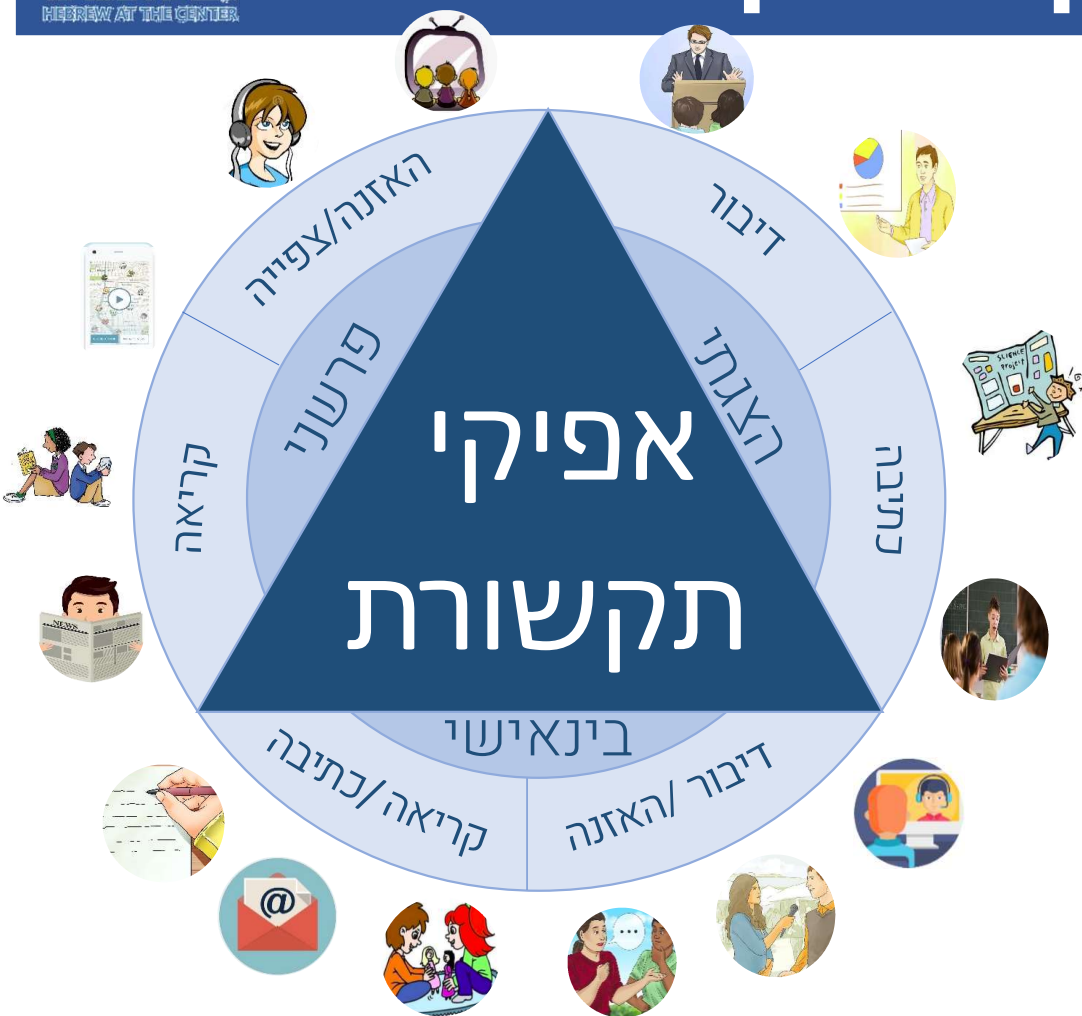 HEBREW AT THE CENTER
אפיקי
תקשורת
פרשני
הצגתי
בינאישי
האזנה/צפייה
קריאה
דיבור
כתיבה
קריאה/כתיבה
דיבור/האזנה
SCIENCE
PROJECT
NEWS
@